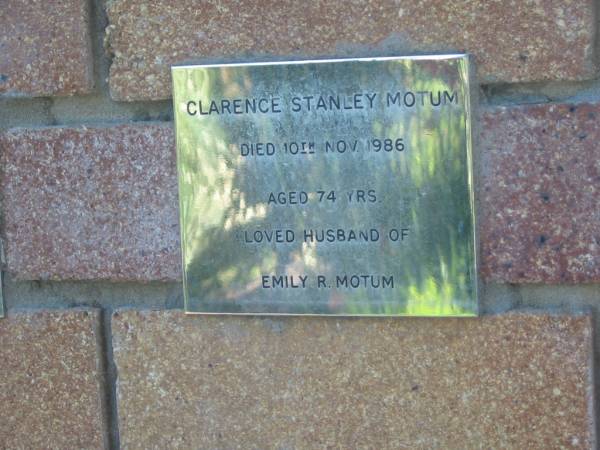 CLARENCE STANLEY MOTUM
DIED 10TH NOV. 1986
AGED 74 YRS.
LOVED HUSBAND OF
EMILY R. MOTUM